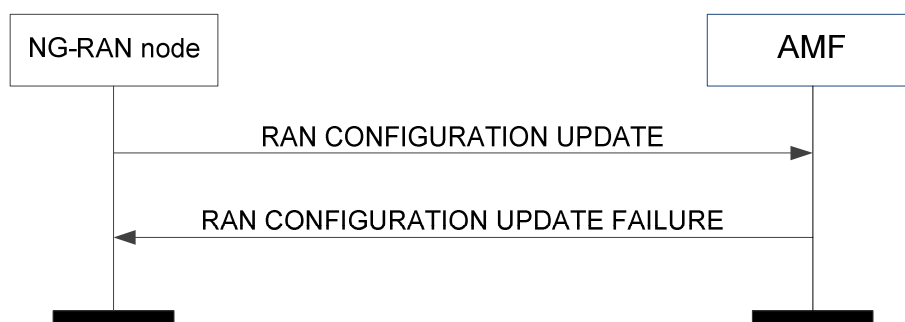 NG-RAN node
AMF
RAN CONFIGURATION UPDATE
RAN CONFIGURATION UPDATE FAILURE